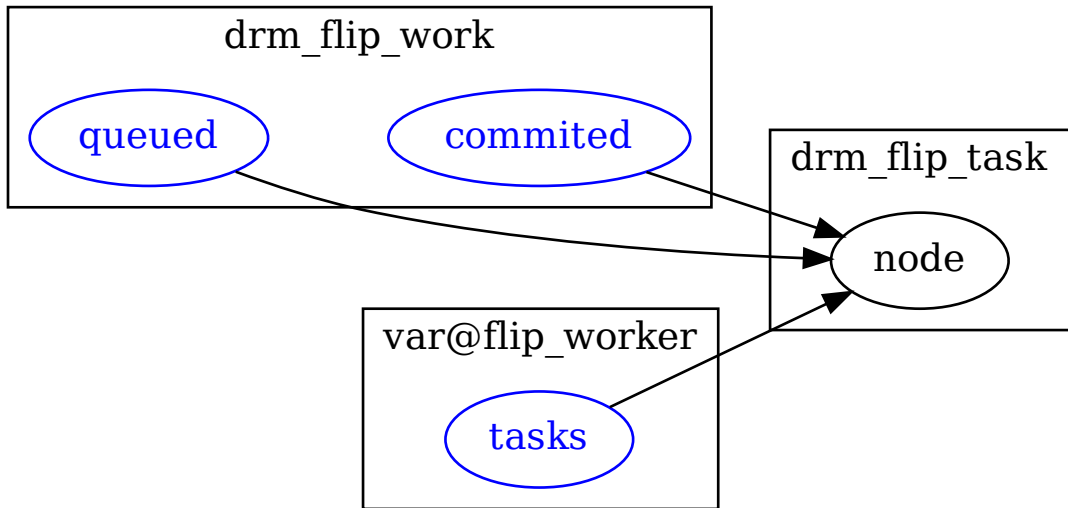 drm_flip_work
queued
commited
drm_flip_task
node
var@flip_worker
tasks